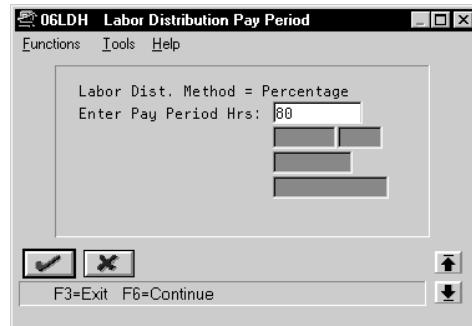 06LDH Labor Distribution Pay Period
Functions Tools Help
Labor Dist. Method = Percentage
Enter Pay Period Hrs: 80
F3=Exit F6=Continue